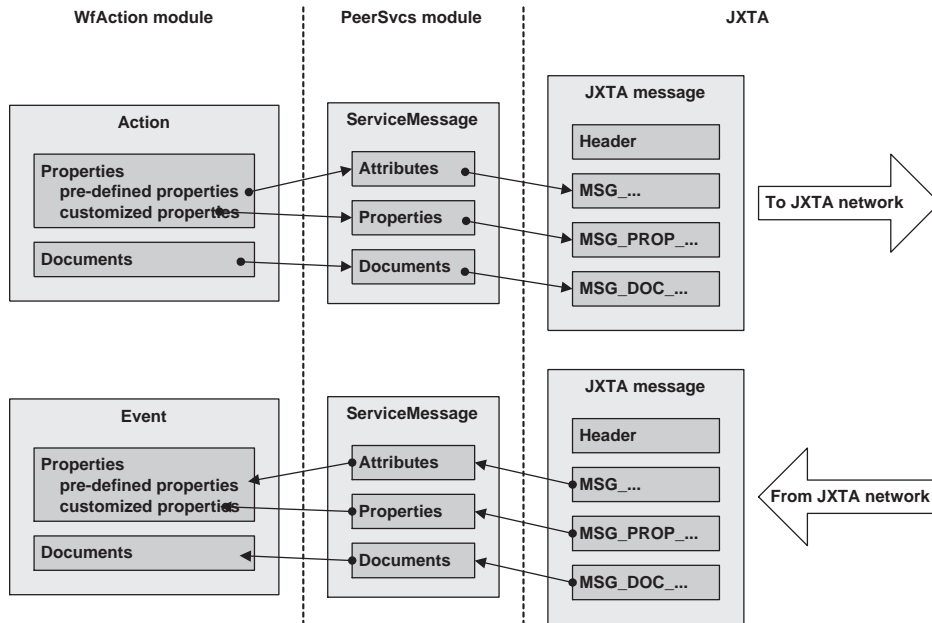 WfAction module
PeerSvcs module
JXTA
Action
Properties
pre-defined properties
customized properties
Documents
ServiceMessage
Attributes
Properties
Documents
JXTA message
Header
MSG_...
MSG_PROP_...
MSG_DOC_...
To JXTA network
Event
Properties
pre-defined properties
customized properties
Documents
ServiceMessage
Attributes
Properties
Documents
JXTA message
Header
MSG_...
MSG_PROP_...
MSG_DOC_...
From JXTA network